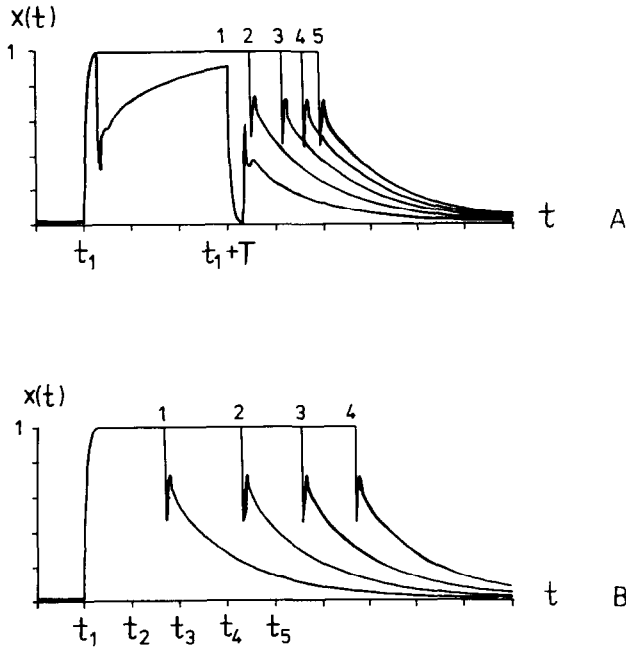 x(t)
1 2 3 4 5
1
t₁ t₁+T t A
x(t)
1 2 3 4
1
t B
t₁ t₂ t₃ t₄ t₅